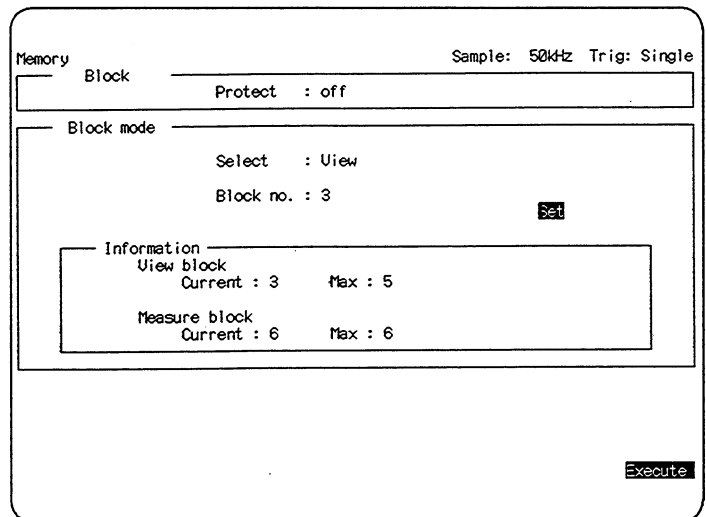 Memory Sample: 50kHz Trig: Single
Block
Protect : off
Block mode
Select : View
Block no. : 3
Set
Information
View block
Current : 3 Max : 5
Measure block
Current : 6 Max : 6
Execute